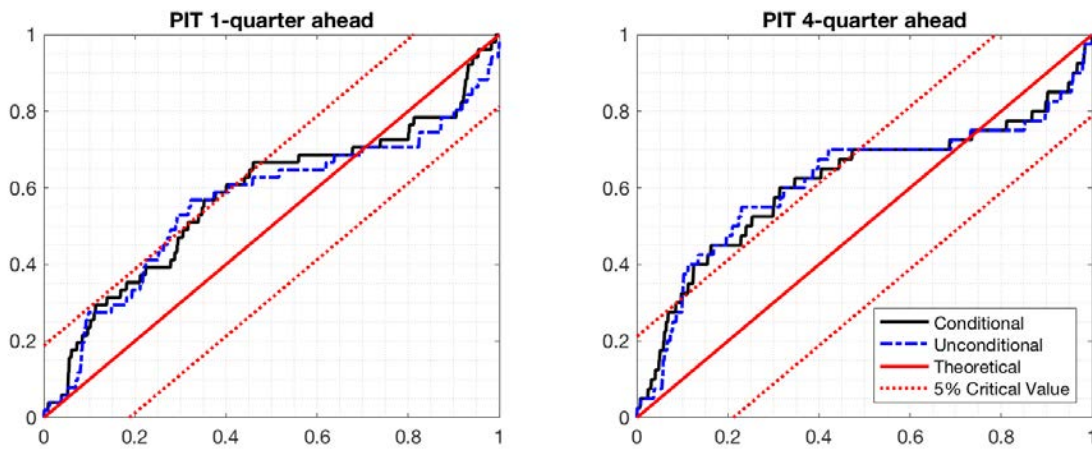 PIT 1-quarter ahead
1
0.8
0.6
0.4
0.2
0
0 0.2 0.4 0.6 0.8 1
PIT 4-quarter ahead
1
0.8
0.6
0.4
0.2
0
0 0.2 0.4 0.6 0.8 1
Conditional
Unconditional
Theoretical
5% Critical Value